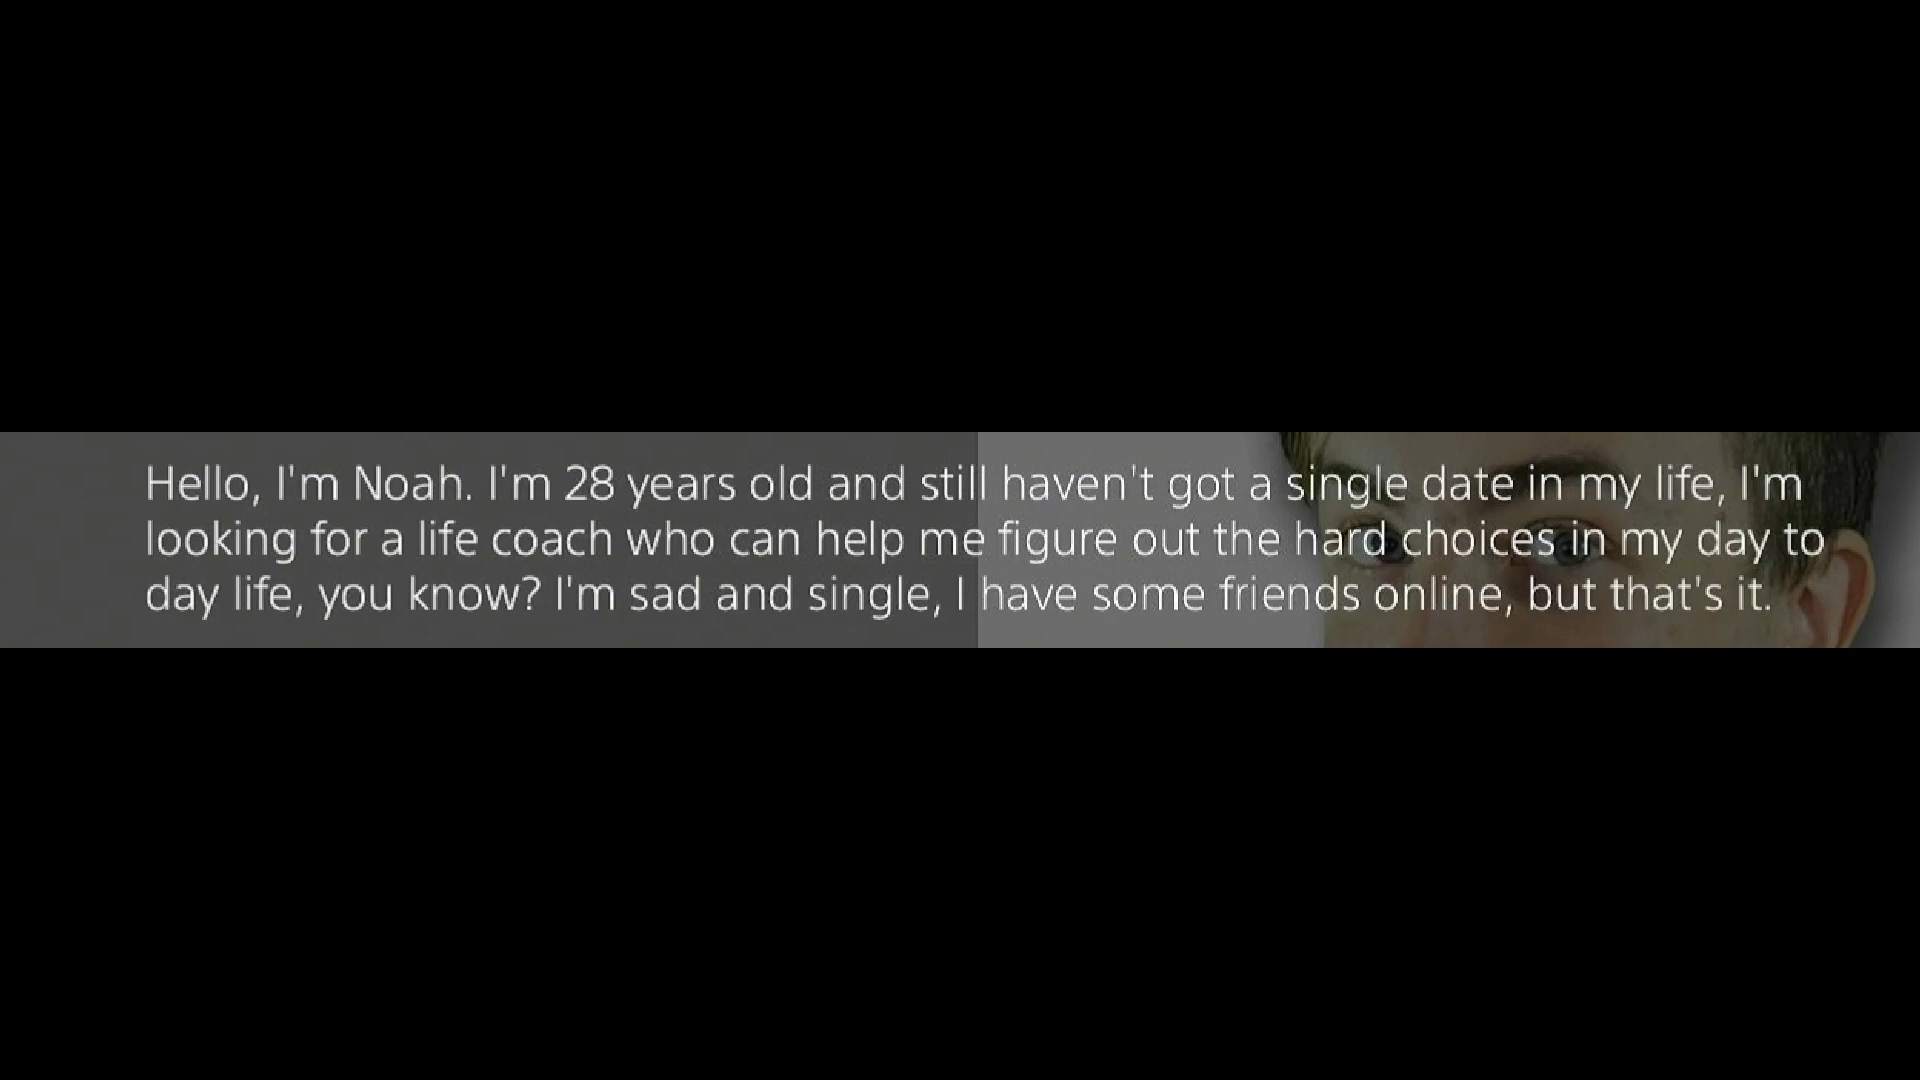 Hello, I'm Noah. I'm 28 years old and still haven't got a single date in my life, I'm
looking for a life coach who can help me figure out the hard choices in my day to
day life, you know? I'm sad and single, I have some friends online, but that's it.